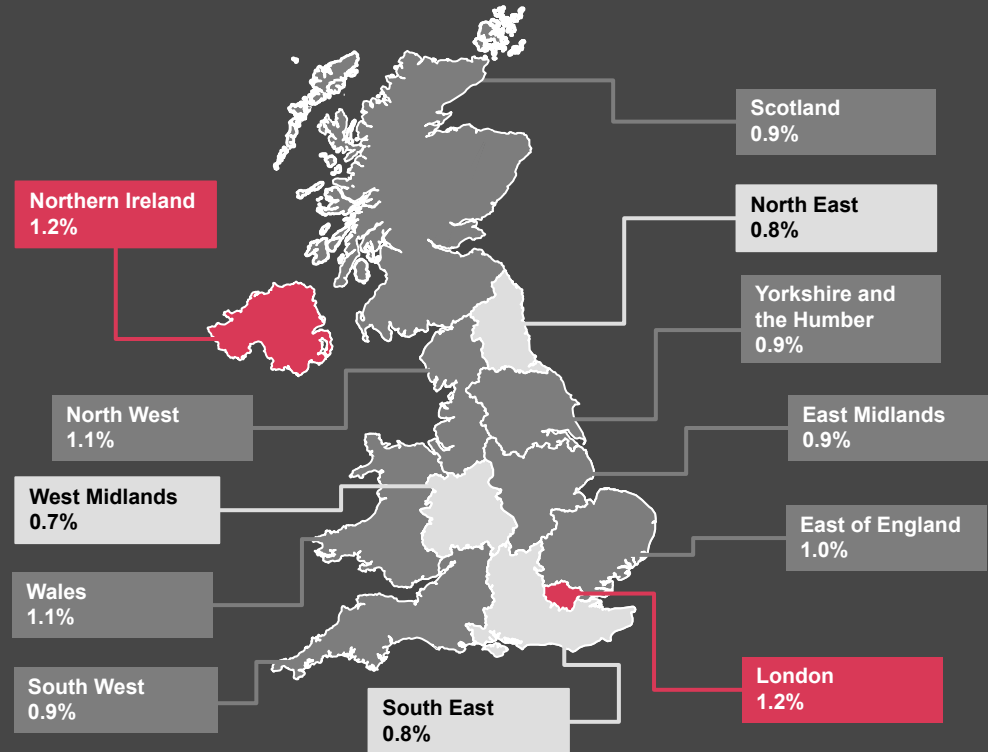 Scotland
0.9%
Northern Ireland
1.2%
North East
0.8%
Yorkshire and
the Humber
0.9%
North West
1.1%
East Midlands
0.9%
West Midlands
0.7%
East of England
1.0%
Wales
1.1%
South West
0.9%
London
1.2%
South East
0.8%